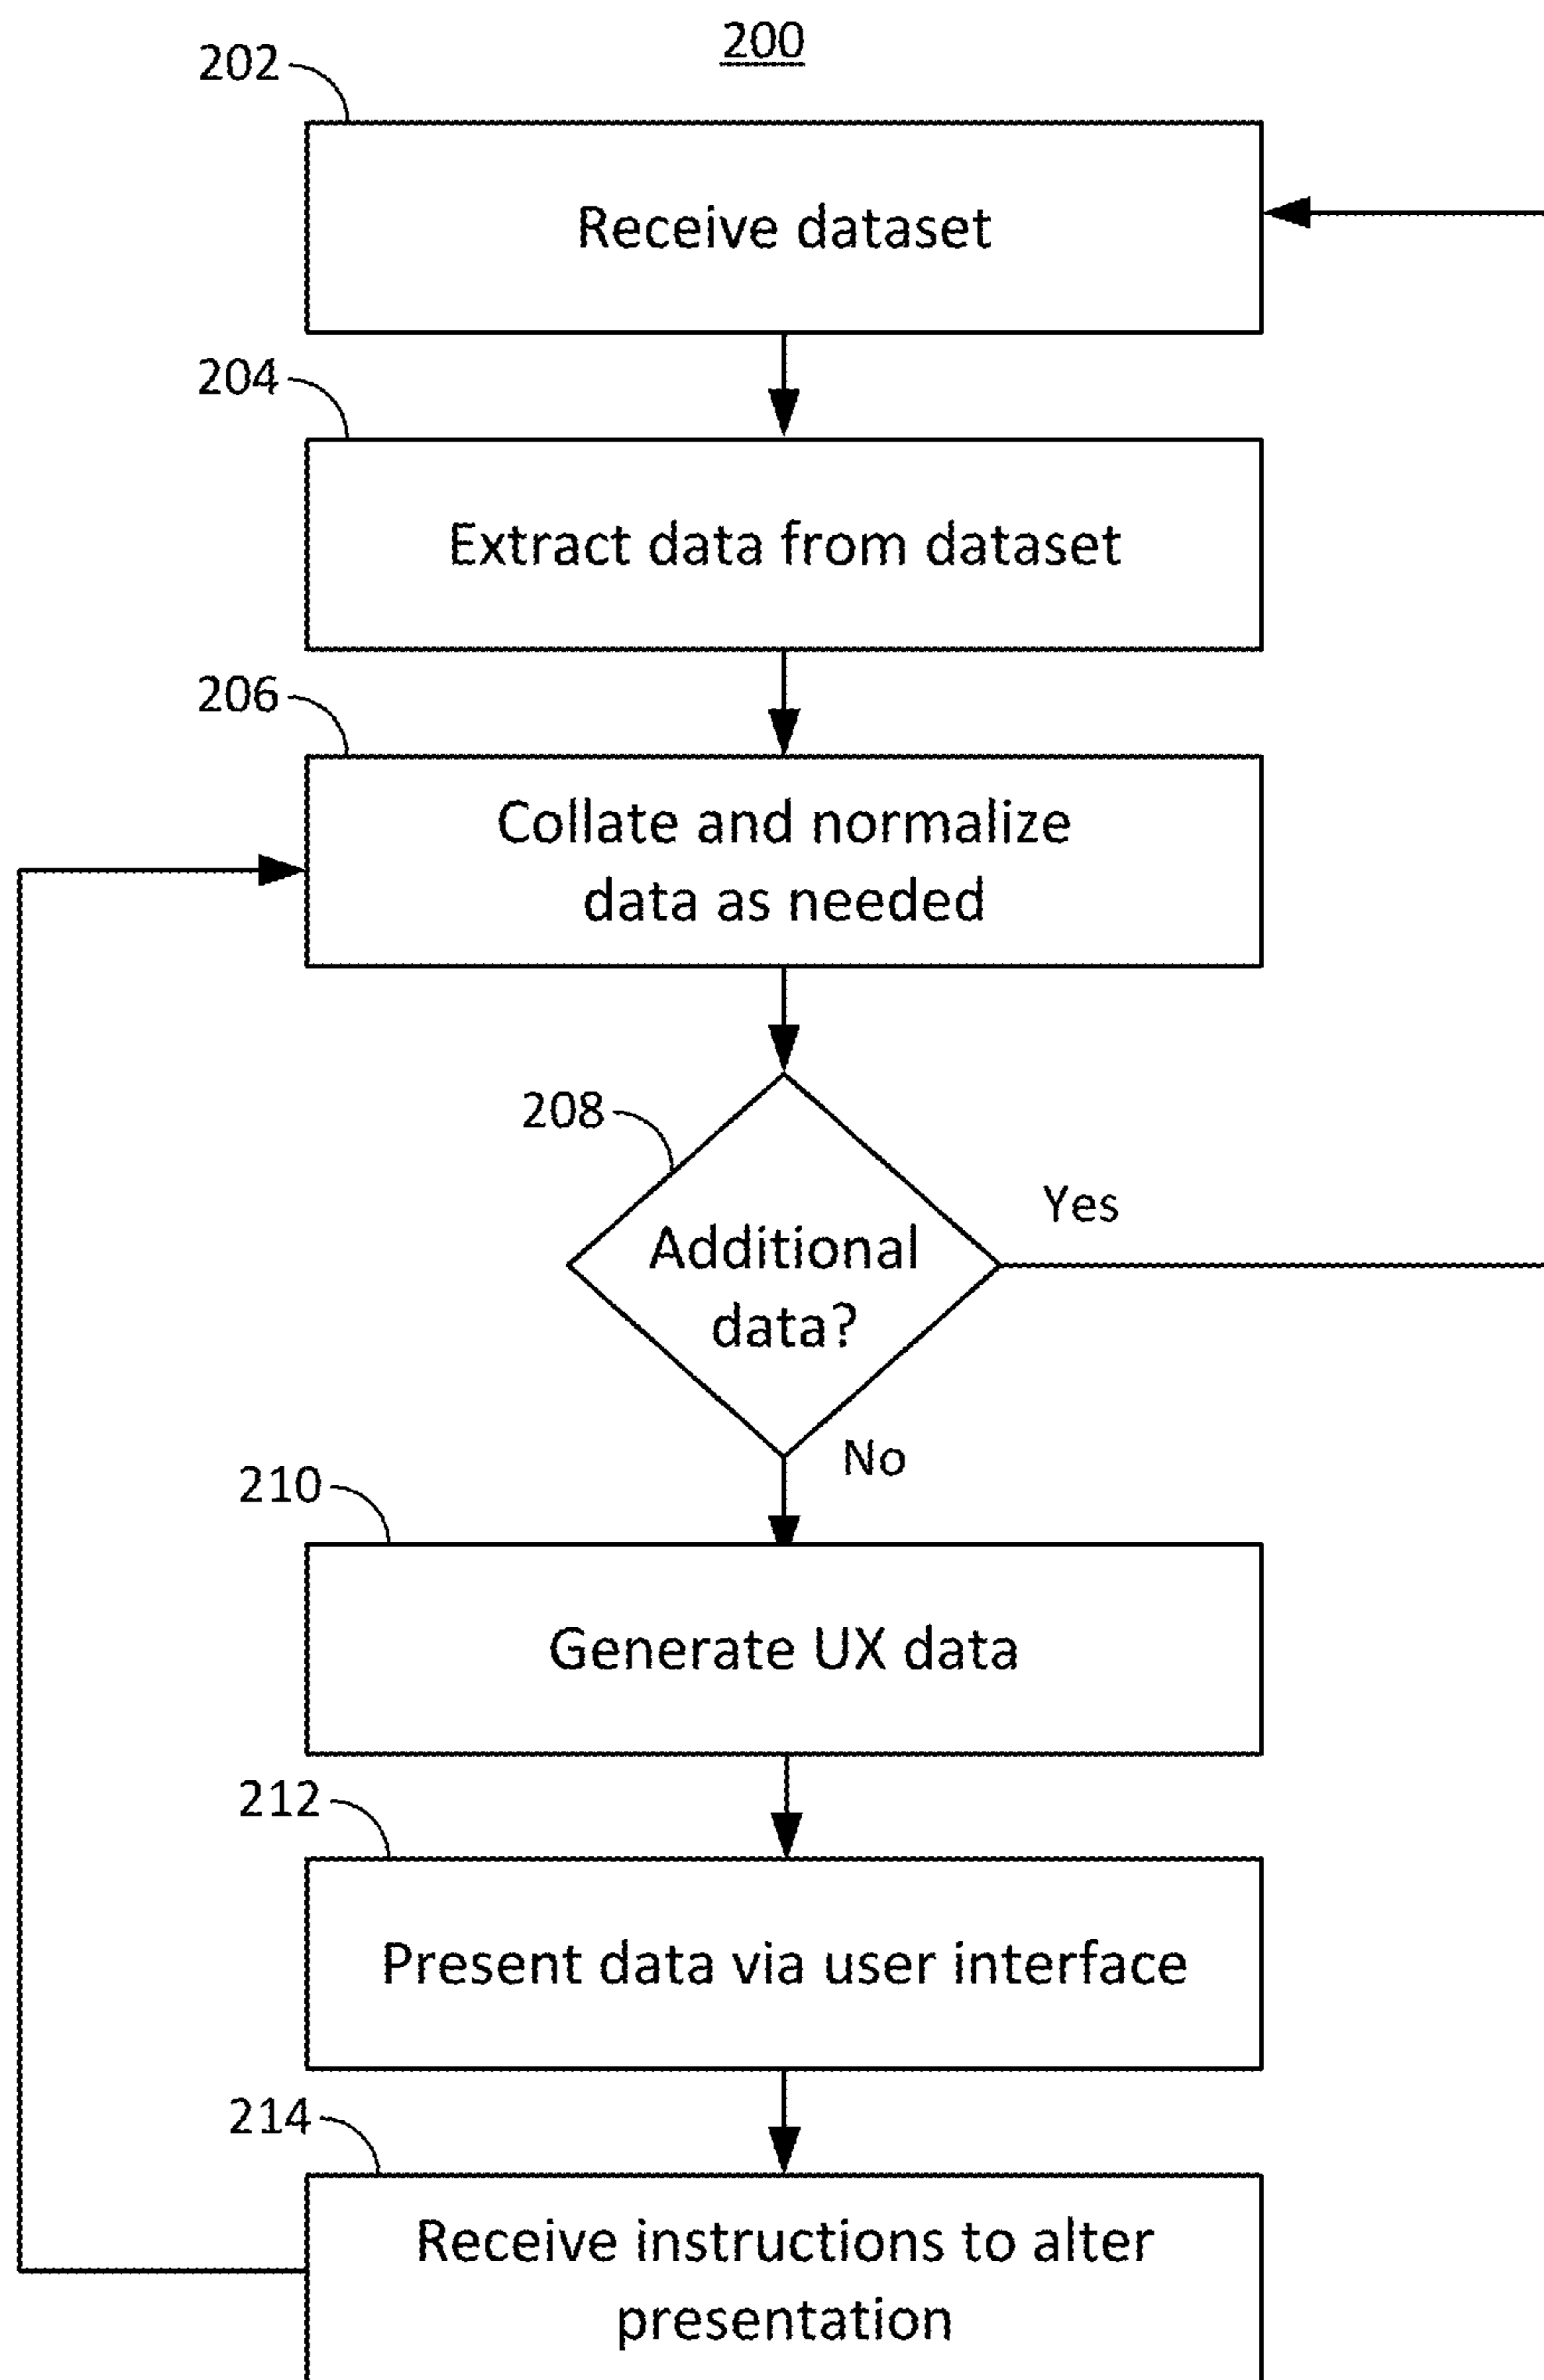 200
202
Receive dataset
204
Extract data from dataset
206
Collate and normalize
data as needed
208
Additional
data?
Yes
No
210
Generate UX data
212
Present data via user interface
214
Receive instructions to alter
presentation